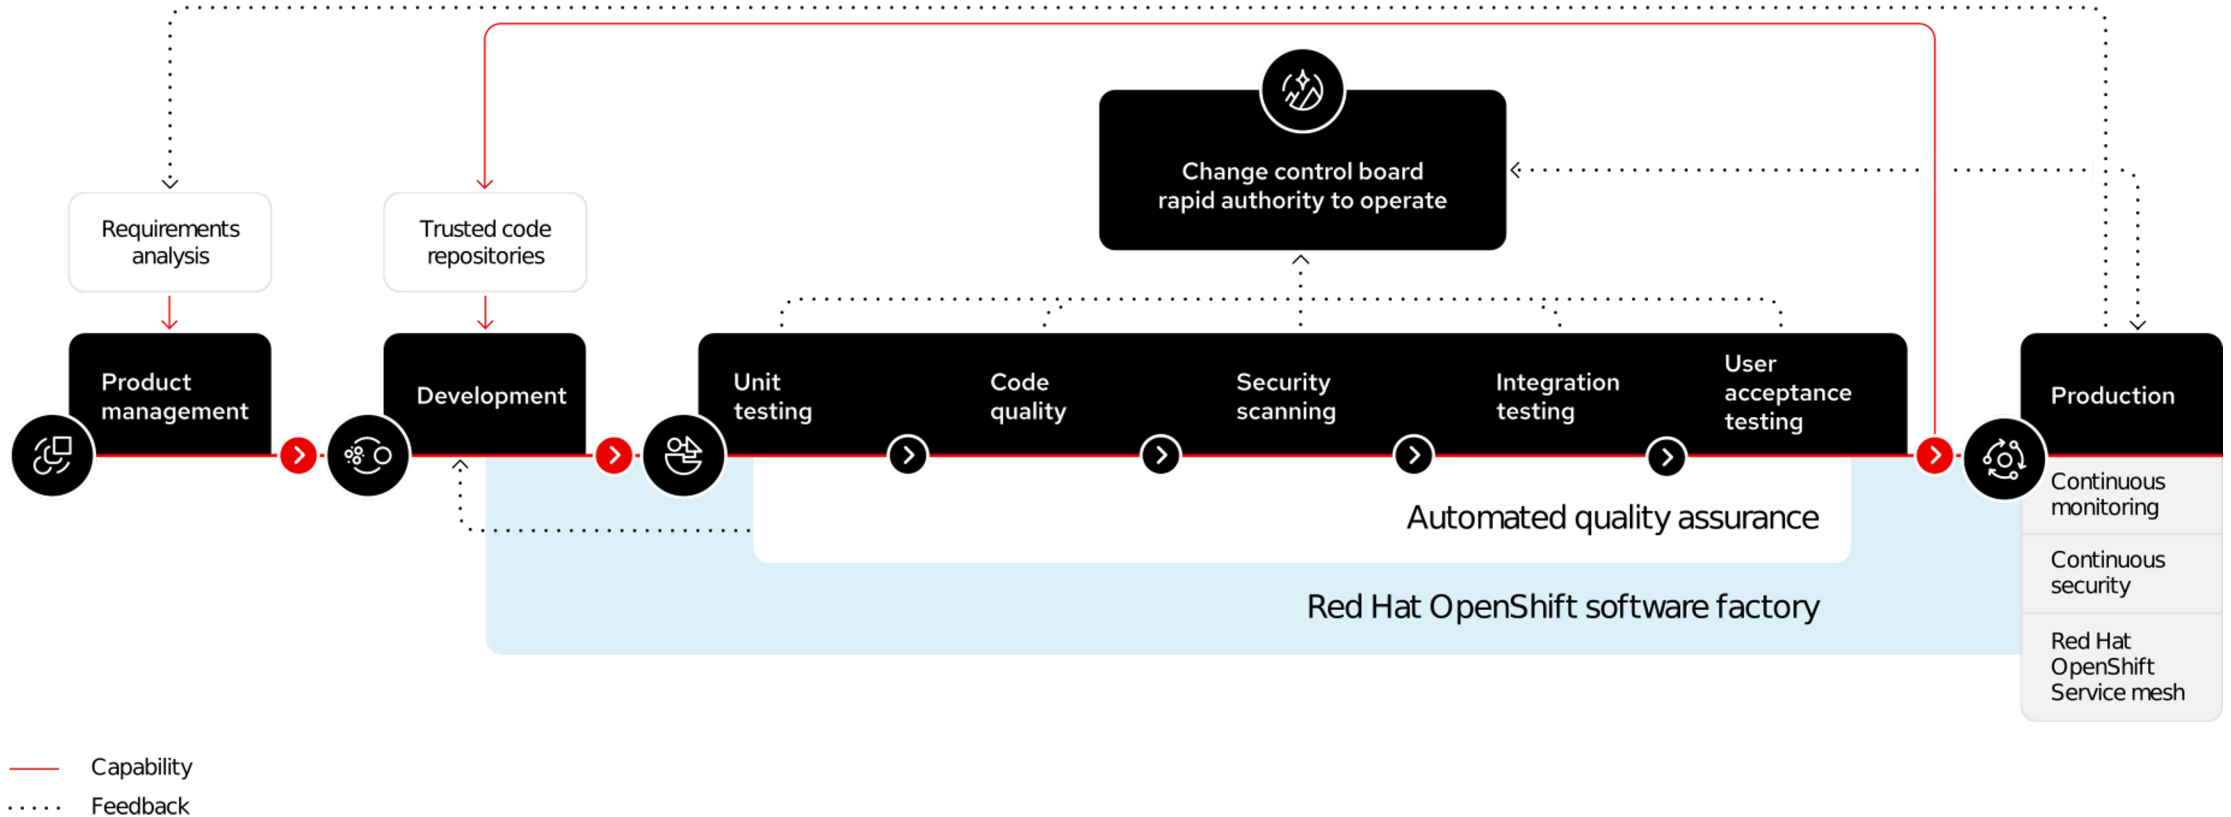 Change control board
rapid authority to operate
Requirements
analysis
Trusted code
repositories
Product
management
Development
Unit
testing
Code
quality
Security
scanning
Integration
testing
User
acceptance
testing
Production
Continuous
monitoring
Continuous
security
Red Hat
OpenShift
Service mesh
Automated quality assurance
Red Hat OpenShift software factory
Capability
Feedback